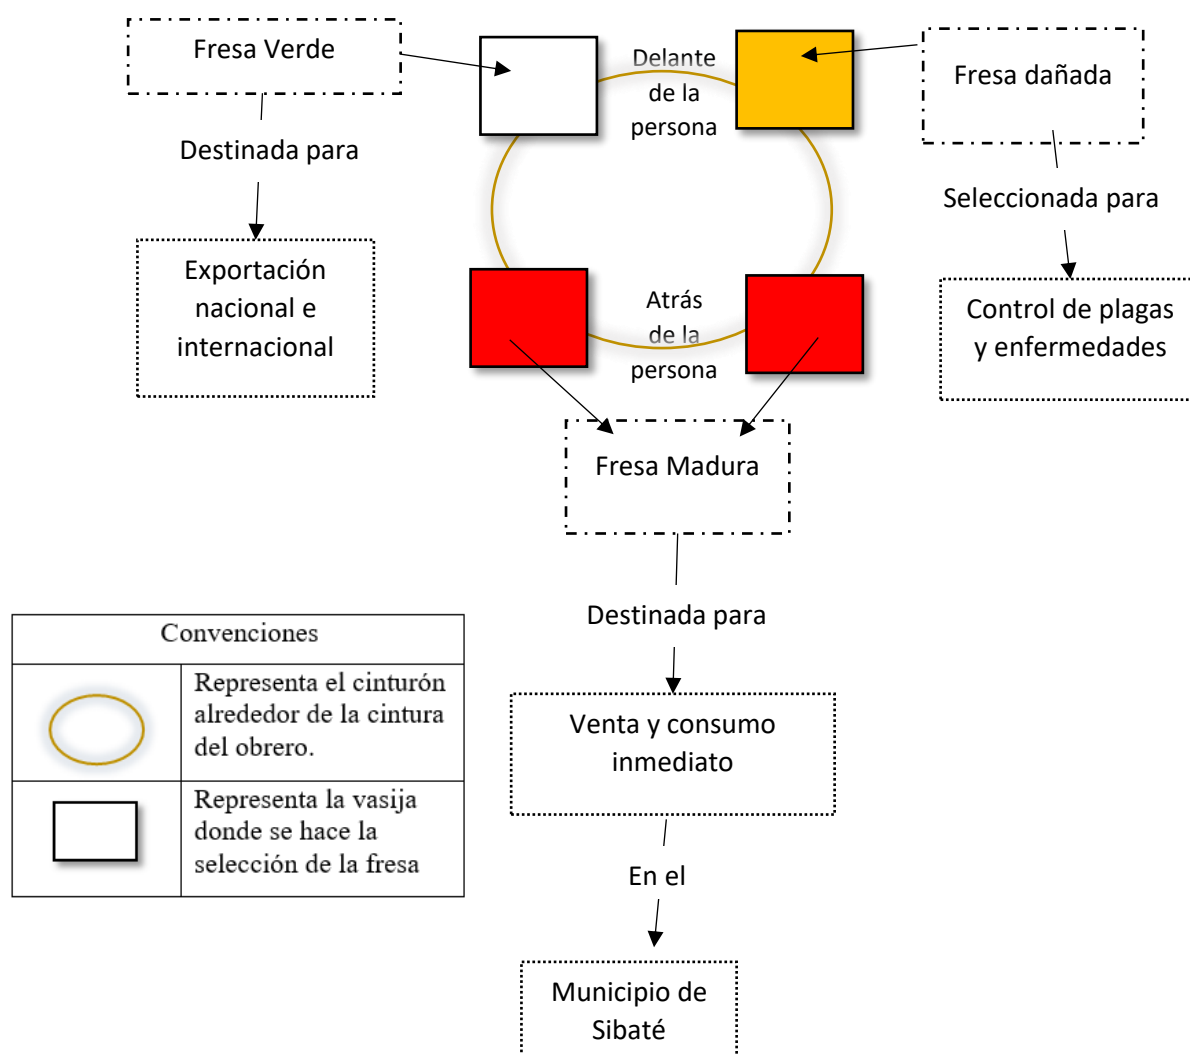 Fresa Verde
Destinada para
Exportación
nacional e
internacional
Delante
de la
persona
Atrás
de la
persona
Fresa dañada
Seleccionada para
Control de plagas
y enfermedades
Fresa Madura
Destinada para
Venta y consumo
inmediato
En el
Municipio de
Sibaté
Convenciones
Representa el cinturón
alrededor de la cintura
del obrero.
Representa la vasija
donde se hace la
selección de la fresa